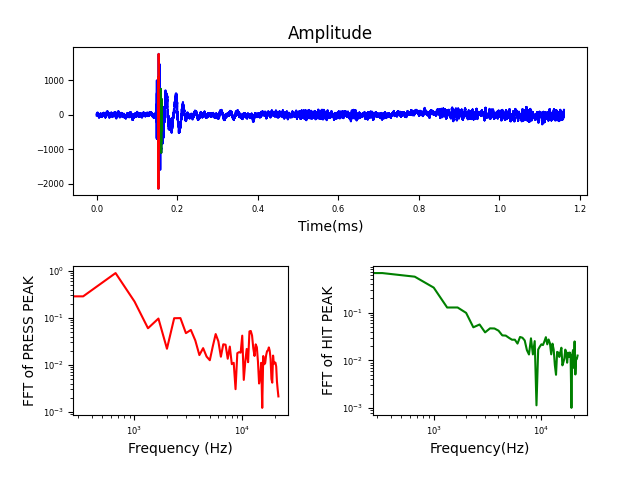 Amplitude
1000
0
−1000
−2000
0.0 0.2 0.4 0.6 0.8 1.0 1.2
Time(ms)
FFT of PRESS PEAK
10⁰
10⁻¹
10⁻²
10⁻³
10³ 10⁴
Frequency (Hz)
FFT of HIT PEAK
10⁻¹
10⁻²
10⁻³
10³ 10⁴
Frequency(Hz)